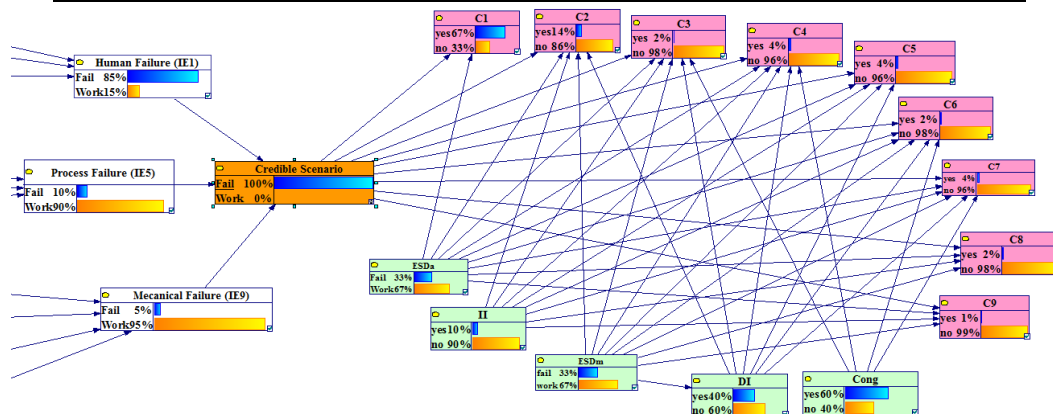 C1
yes67%
no 33%
C2
yes14%
no 86%
C3
yes 2%
no 98%
C4
yes 4%
no 96%
C5
yes 4%
no 96%
Human Failure (IE1)
Fail 85%
Work15%
C6
yes 2%
no 98%
Process Failure (IE5)
Fail 10%
Work90%
Credible Scenario
Fail 100%
Work 0%
C7
yes 4%
no 96%
C8
yes 2%
no 98%
ESDa
Fail 33%
Work67%
Mecanical Failure (IE9)
Fail 5%
Work95%
C9
yes 1%
no 99%
II
yes10%
no 90%
ESDm
fail 33%
work67%
DI
yes40%
no 60%
Cong
yes60%
no 40%